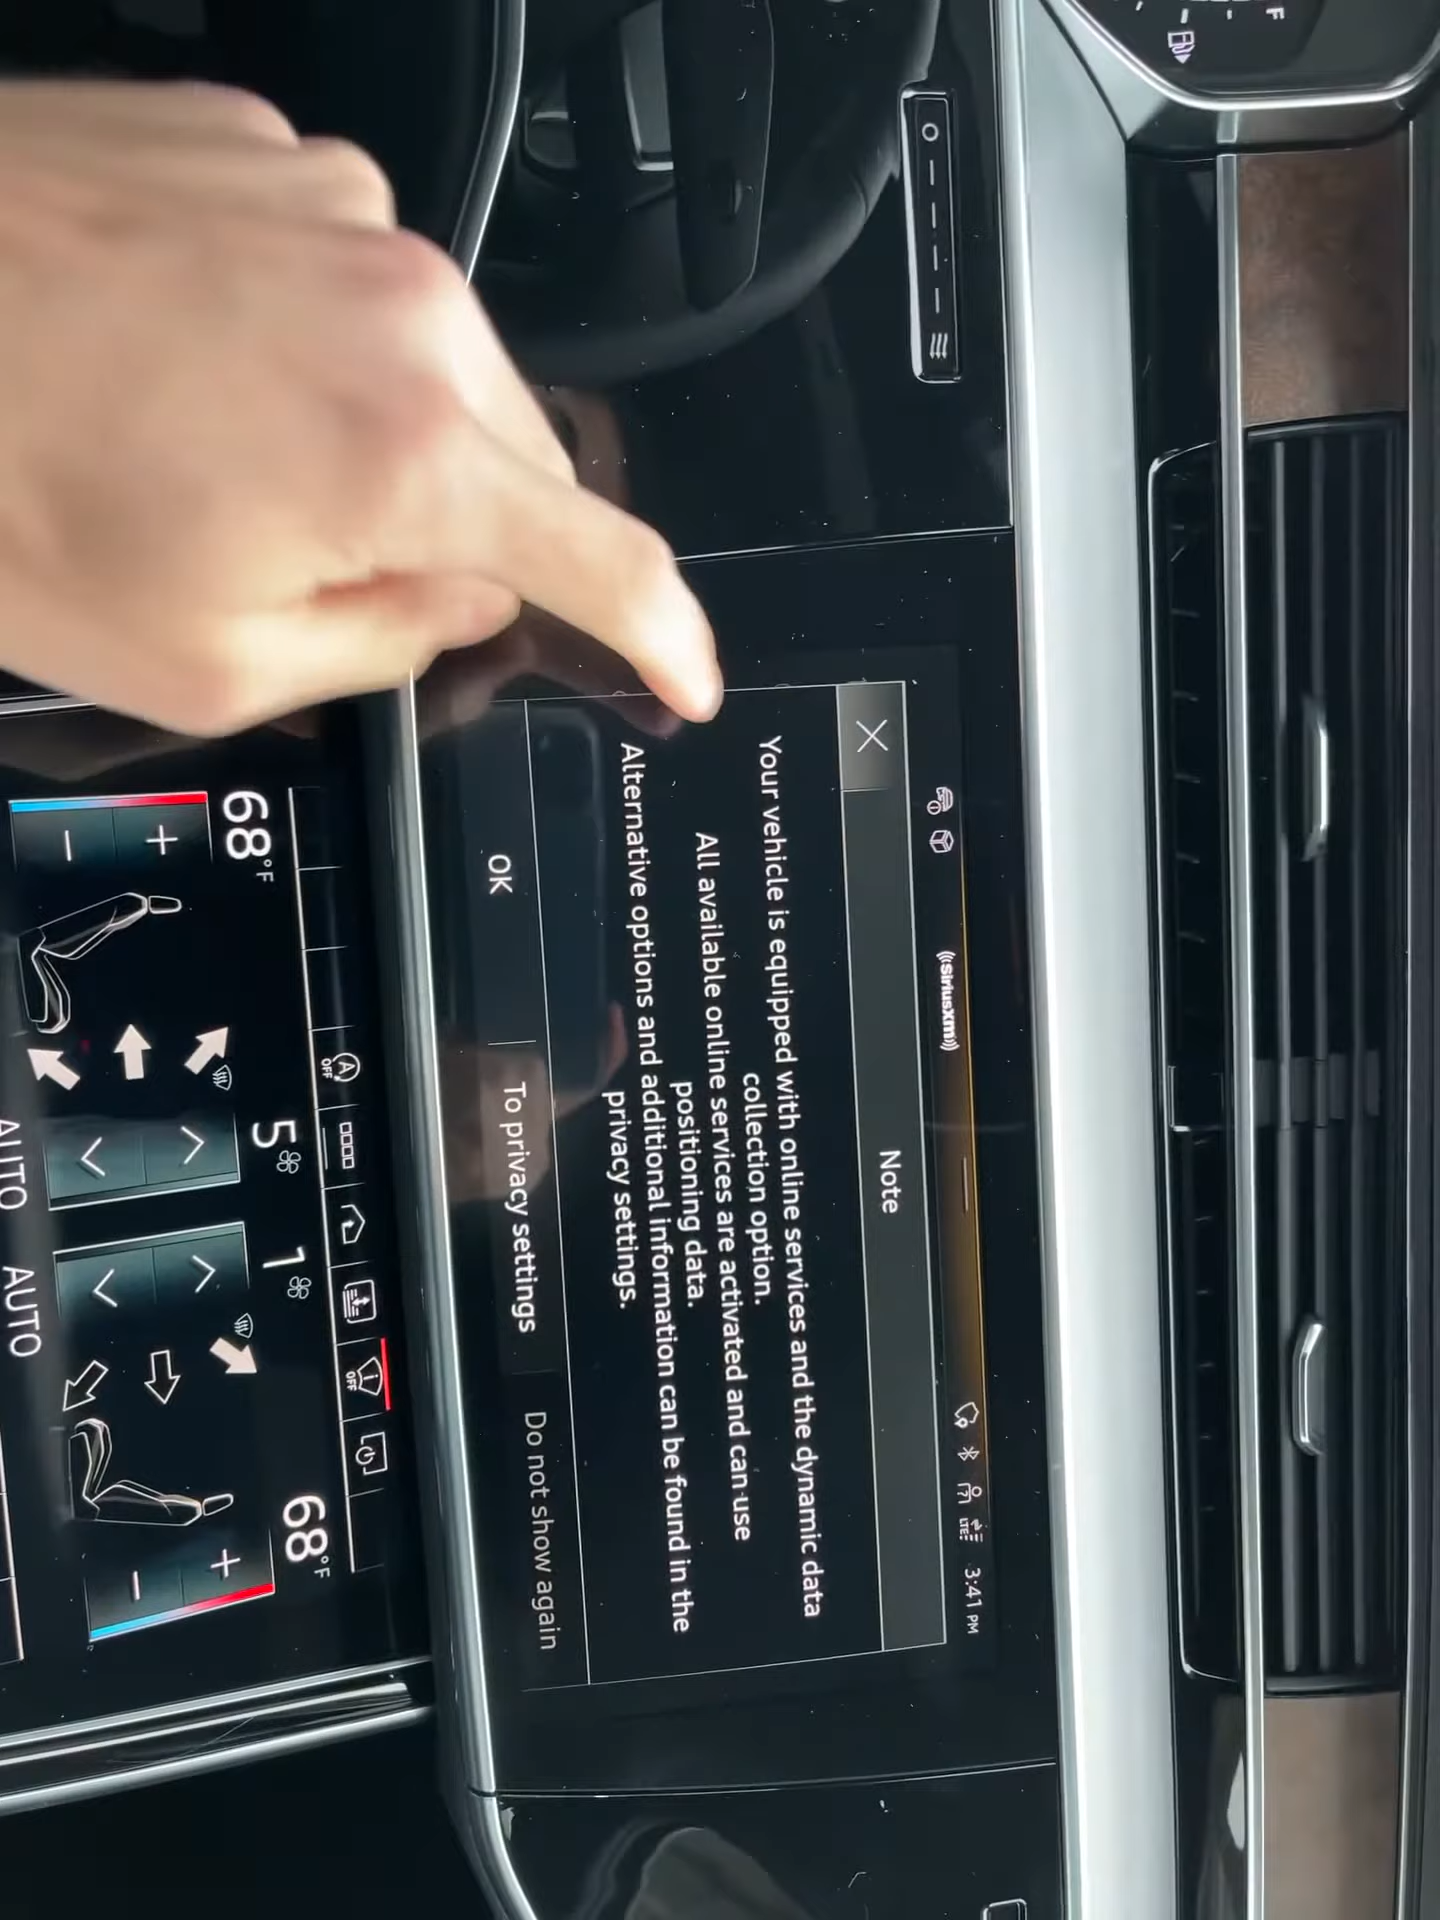 F
SiriusXM
LTE
3:41 PM
Note
Your vehicle is equipped with online services and the dynamic data
collection option.
All available online services are activated and can use
positioning data.
Alternative options and additional information can be found in the
privacy settings.
OK
To privacy settings
Do not show again
A
OFF
OFF
68°F
5
1
68°F
AUTO
AUTO